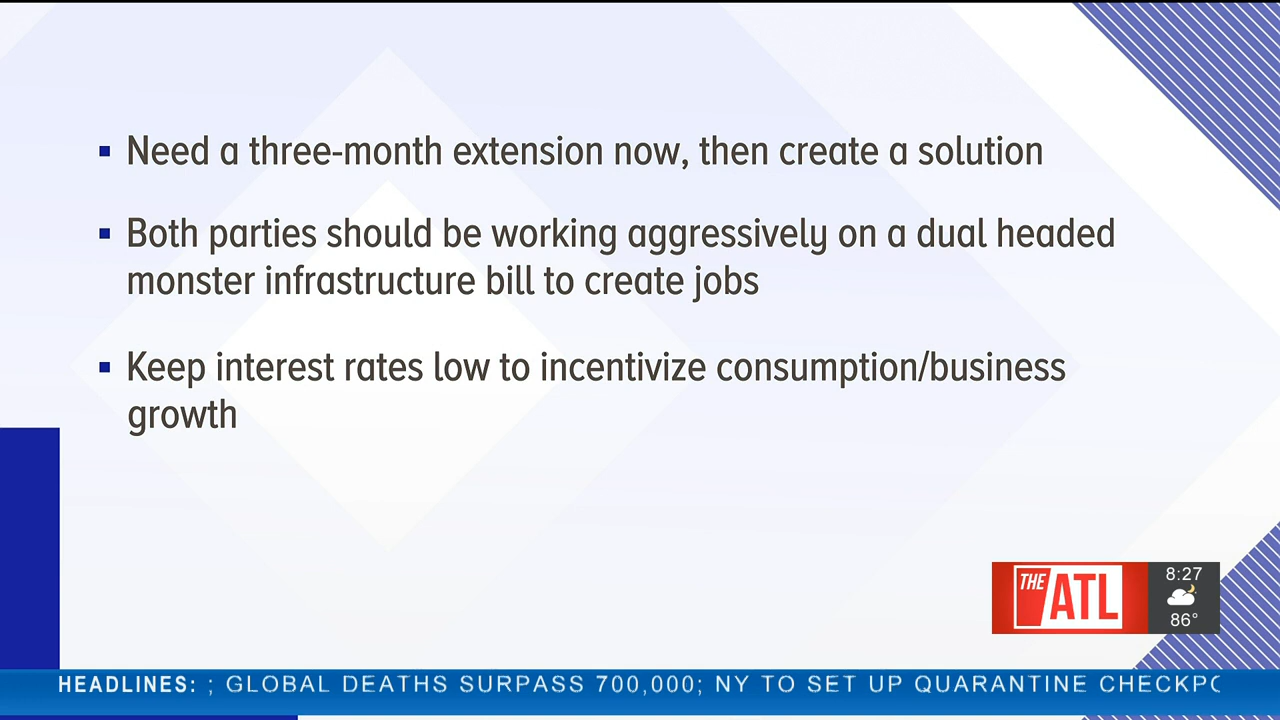 Need a three-month extension now, then create a solution
Both parties should be working aggressively on a dual headed
monster infrastructure bill to create jobs
Keep interest rates low to incentivize consumption/business
growth
THE ATL
8:27
86°
HEADLINES: ; GLOBAL DEATHS SURPASS 700,000; NY TO SET UP QUARANTINE